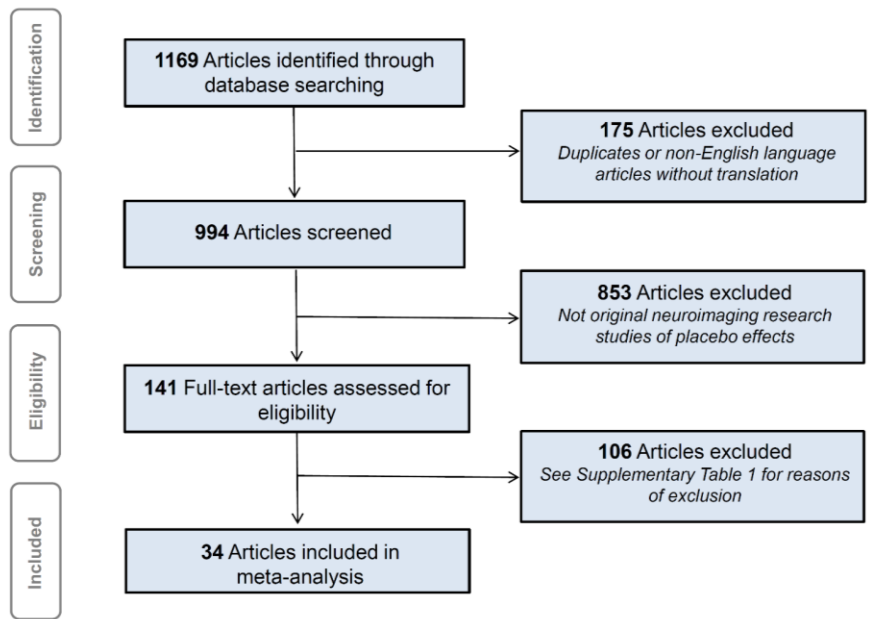 Identification
1169 Articles identified through
database searching
175 Articles excluded
Duplicates or non-English language
articles without translation
Screening
994 Articles screened
853 Articles excluded
Not original neuroimaging research
studies of placebo effects
Eligibility
141 Full-text articles assessed for
eligibility
106 Articles excluded
See Supplementary Table 1 for reasons
of exclusion
Included
34 Articles included in
meta-analysis